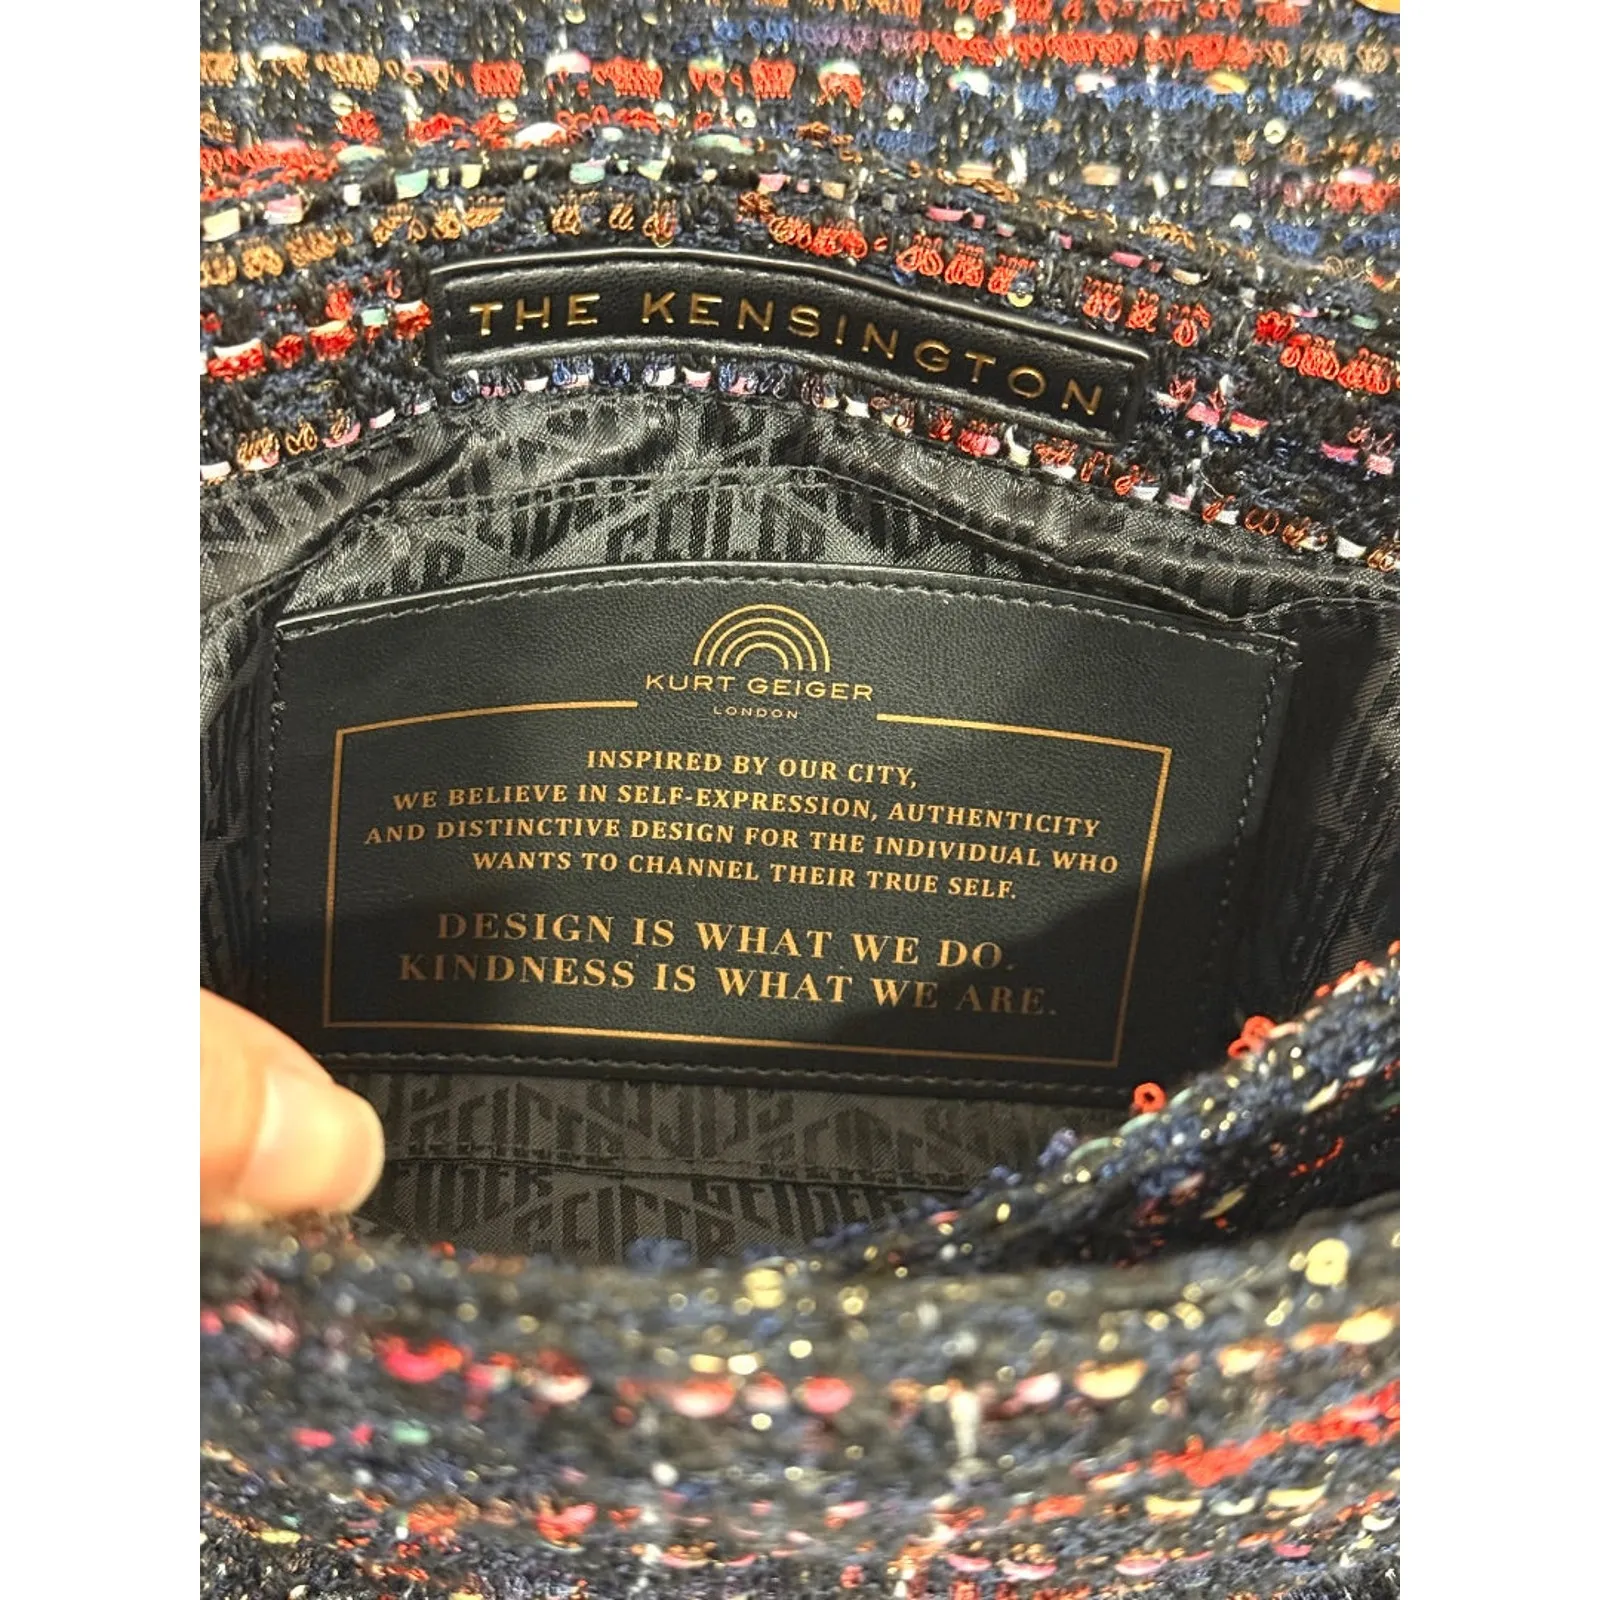 THE KENSINGTON
KURT GEIGER
LONDON
INSPIRED BY OUR CITY,
WE BELIEVE IN SELF-EXPRESSION, AUTHENTICITY
AND DISTINCTIVE DESIGN FOR THE INDIVIDUAL WHO
WANTS TO CHANNEL THEIR TRUE SELF.
DESIGN IS WHAT WE DO.
KINDNESS IS WHAT WE ARE.
GEIGER